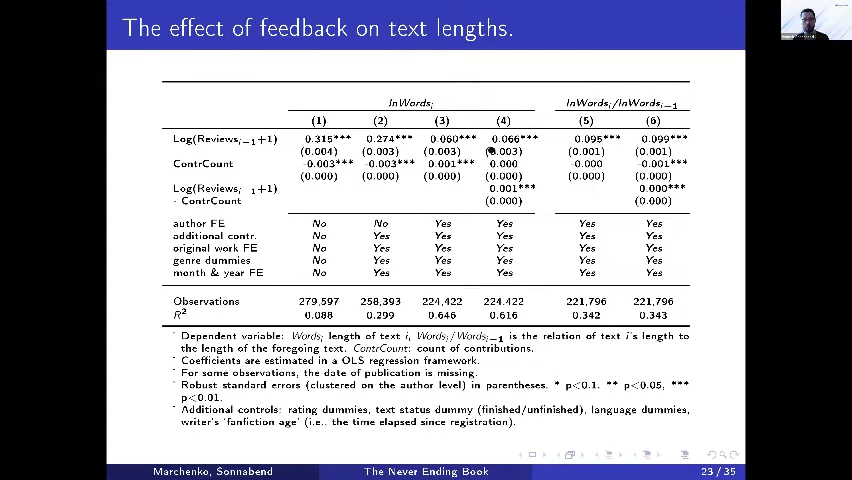 The effect of feedback on text lengths.
lnWords_i lnWords_i/lnWords_{i−1}
(1) (2) (3) (4) (5) (6)
Log(Reviews_{i−1}+1) 0.315*** 0.274*** 0.060*** 0.066*** 0.095*** 0.099***
(0.004) (0.003) (0.003) (0.003) (0.001) (0.001)
ContrCount -0.003*** -0.003*** 0.001*** 0.000 -0.000 -0.001***
(0.000) (0.000) (0.000) (0.000) (0.000) (0.000)
Log(Reviews_{i−1}+1) 0.001*** 0.000***
· ContrCount (0.000) (0.000)
author FE No No Yes Yes Yes Yes
additional contr. No Yes Yes Yes Yes Yes
original work FE No Yes Yes Yes Yes Yes
genre dummies No Yes Yes Yes Yes Yes
month & year FE No Yes Yes Yes Yes Yes
Observations 279,597 258,393 224,422 224,422 221,796 221,796
R² 0.088 0.299 0.646 0.616 0.342 0.343
Dependent variable: Words_i length of text i, Words_i/Words_{i−1} is the relation of text i's length to
the length of the foregoing text. ContrCount: count of contributions.
Coefficients are estimated in a OLS regression framework.
For some observations, the date of publication is missing.
Robust standard errors (clustered on the author level) in parentheses. * p<0.1, ** p<0.05, ***
p<0.01.
Additional controls: rating dummies, text status dummy (finished/unfinished), language dummies,
writer's 'fanfiction age' (i.e., the time elapsed since registration).
Marchenko, Sonnabend The Never Ending Book 23 / 35